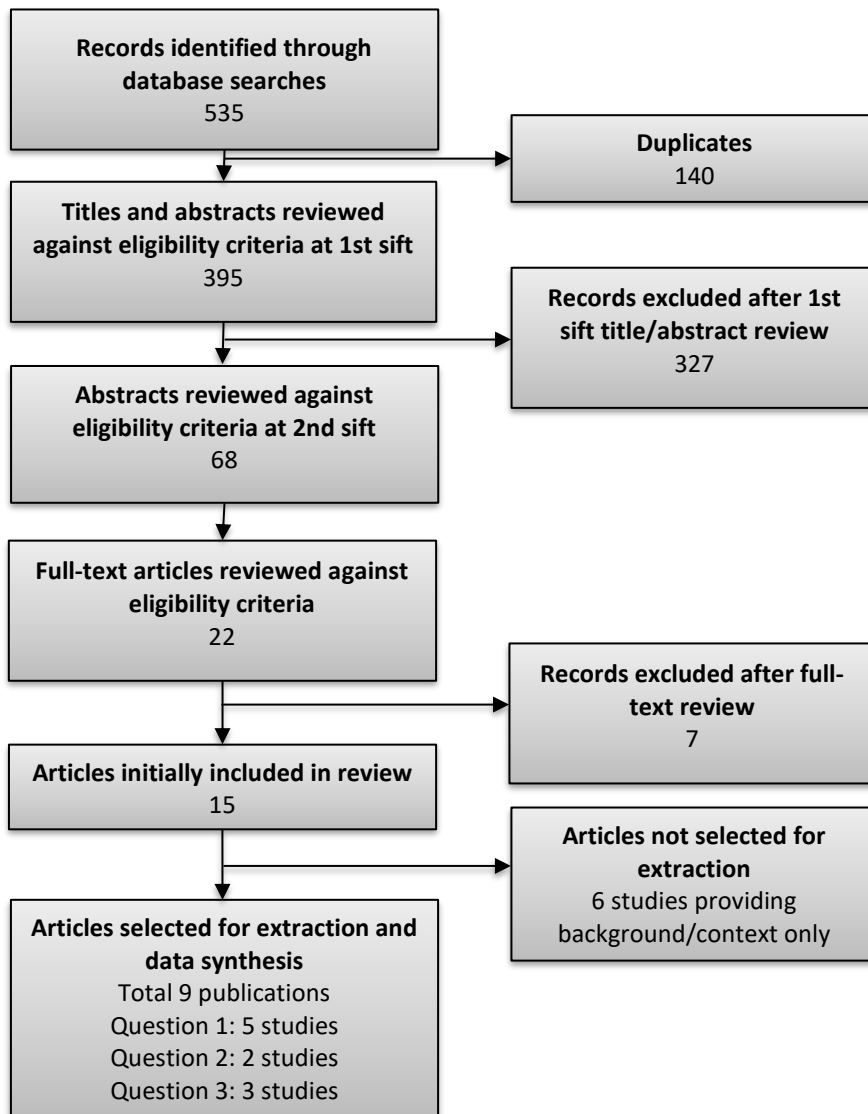 Records identified through
database searches
535
Duplicates
140
Titles and abstracts reviewed
against eligibility criteria at 1st sift
395
Records excluded after 1st
sift title/abstract review
327
Abstracts reviewed against
eligibility criteria at 2nd sift
68
Full-text articles reviewed against
eligibility criteria
22
Records excluded after full-
text review
7
Articles initially included in review
15
Articles not selected for
extraction
6 studies providing
background/context only
Articles selected for extraction and
data synthesis
Total 9 publications
Question 1: 5 studies
Question 2: 2 studies
Question 3: 3 studies